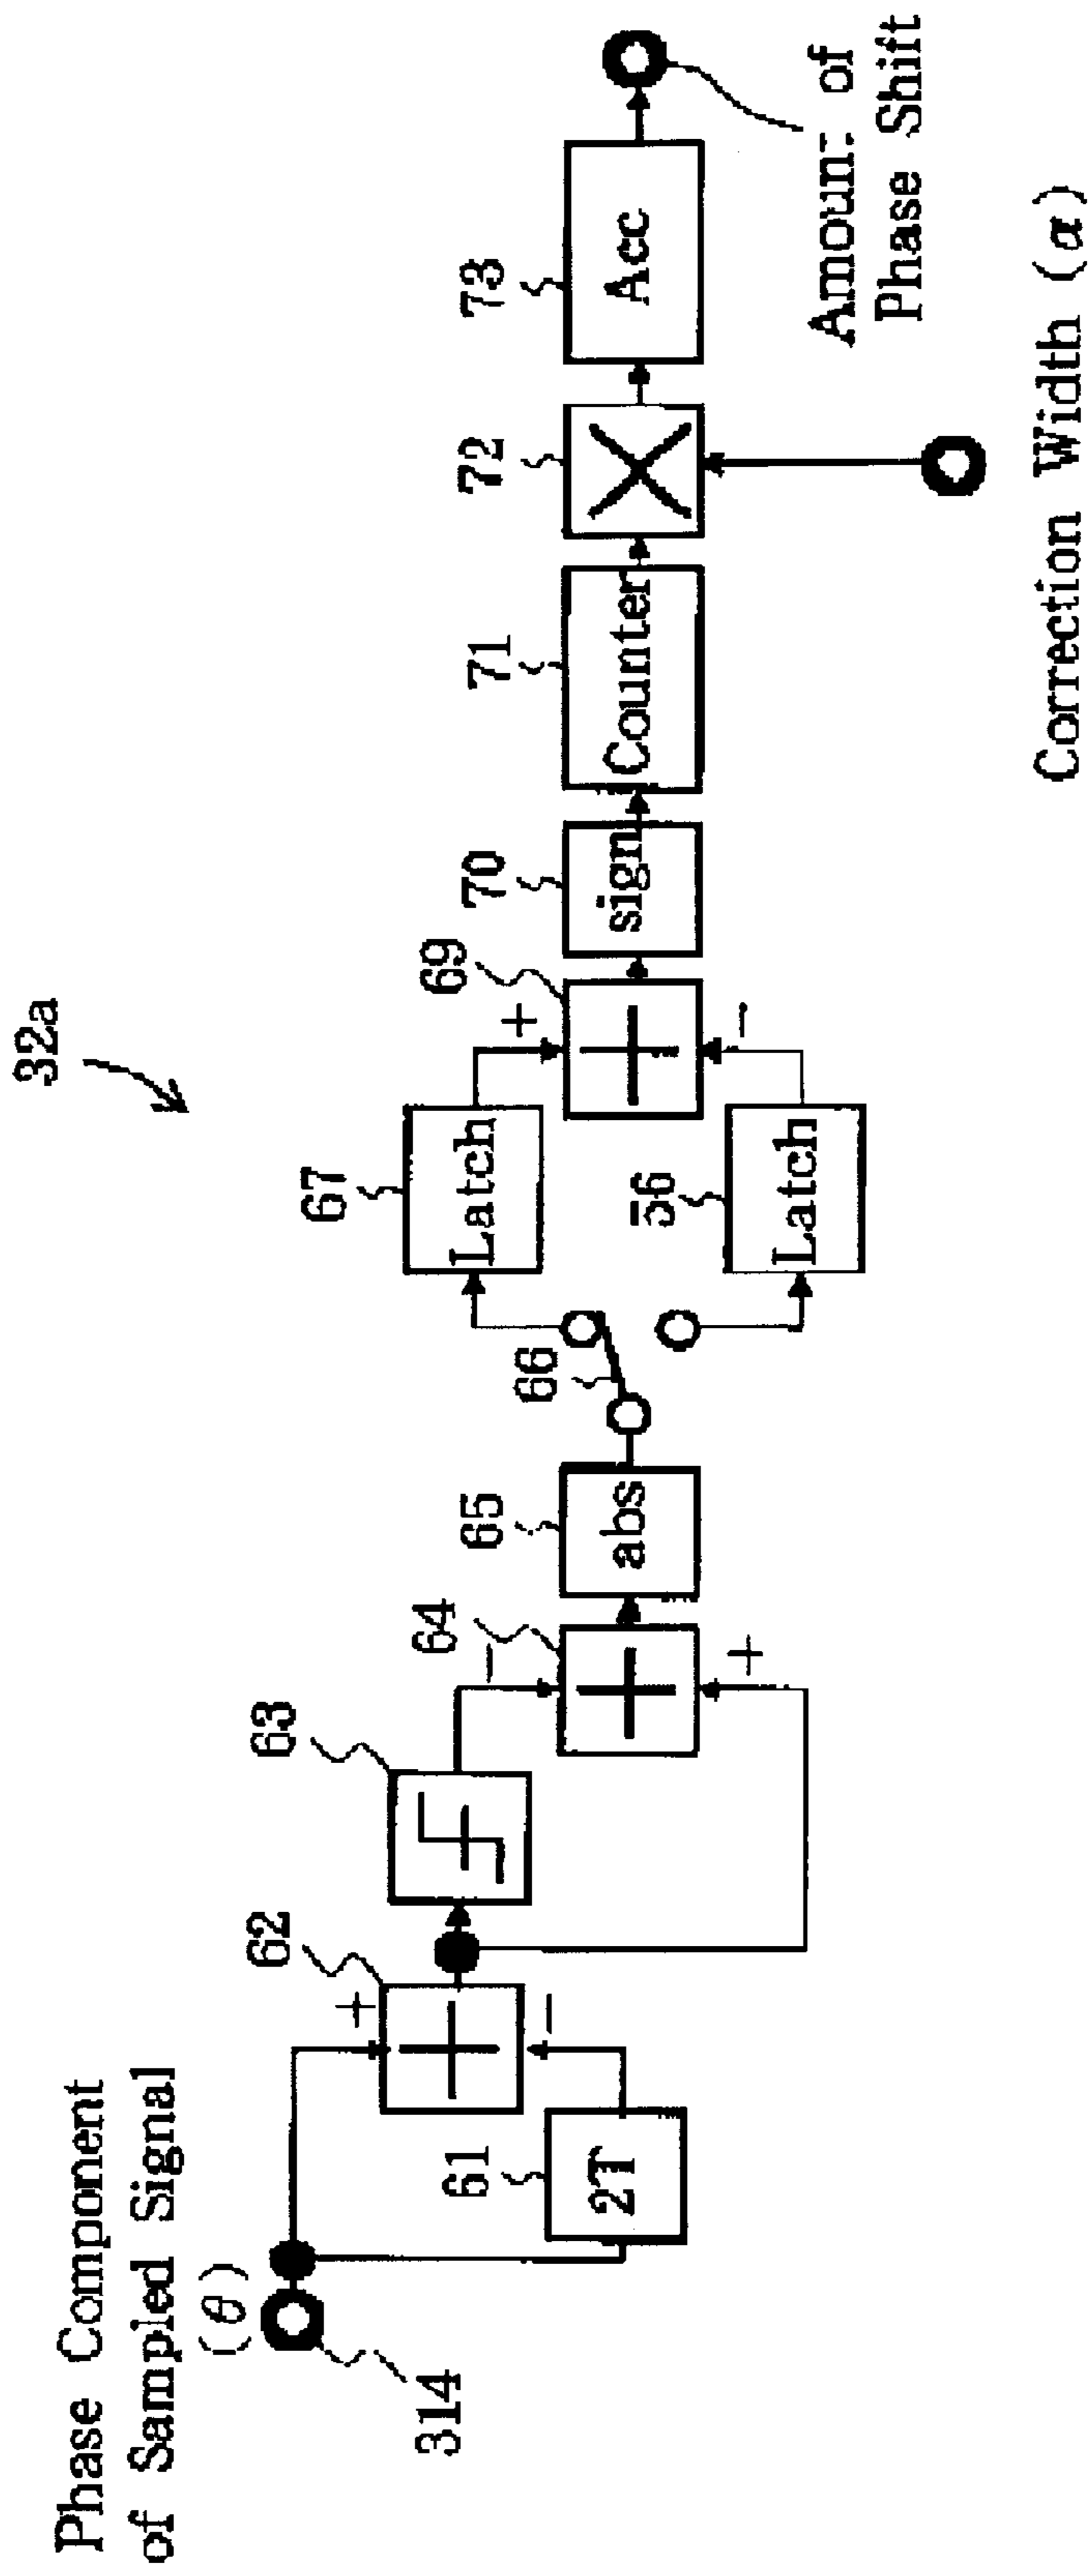 32a
Phase Component
of Sampled Signal
(θ)
314
61
2T
62
+
−
63
64
−
+
65
abs
66
67
Latch
56
Latch
69
+
−
70
sign
71
Counter
72
73
Acc
Amount of
Phase Shift
Correction Width (α)